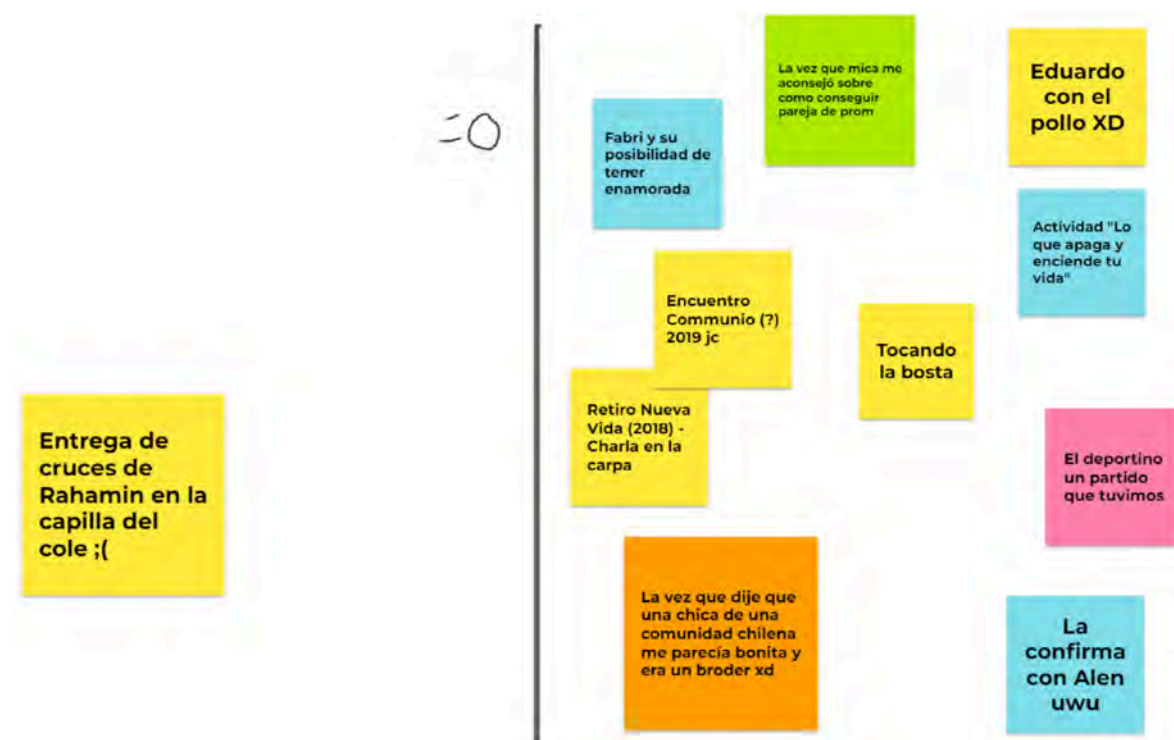 Entrega de
cruces de
Rahamin en la
capilla del
cole ;(
La vez que mica me
aconsejó sobre
como conseguir
pareja de prom
Eduardo
con el
pollo XD
Fabri y su
posibilidad de
tener
enamorada
Actividad "Lo
que apaga y
enciende tu
vida"
Encuentro
Communio (?)
2019 jc
Tocando
la bosta
Retiro Nueva
Vida (2018) -
Charla en la
carpa
El deportino
un partido
que tuvimos
La vez que dije que
una chica de una
comunidad chilena
me parecía bonita y
era un broder xd
La
confirma
con Alen
uwu